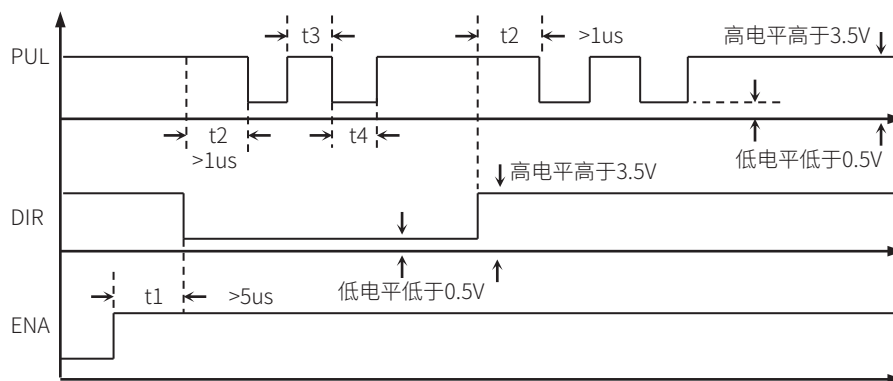 t3
t2
>1us
高电平高于3.5V
PUL
t2
t4
>1us
低电平低于0.5V
高电平高于3.5V
DIR
t1
>5us
低电平低于0.5V
ENA